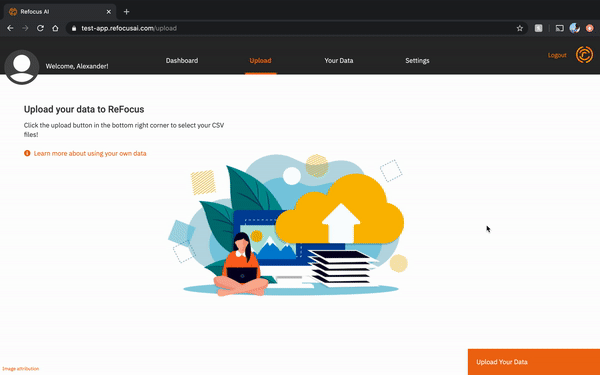 Refocus AI
test-app.refocusai.com/upload
Welcome, Alexander!
Dashboard
Upload
Your Data
Settings
Logout
Upload your data to ReFocus
Click the upload button in the bottom right corner to select your CSV
files!
Learn more about using your own data
Upload Your Data
Image attribution